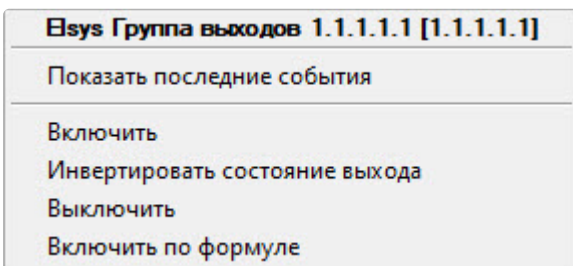 Elsys Группа выходов 1.1.1.1.1 [1.1.1.1.1]
Показать последние события
Включить
Инвертировать состояние выхода
Выключить
Включить по формуле